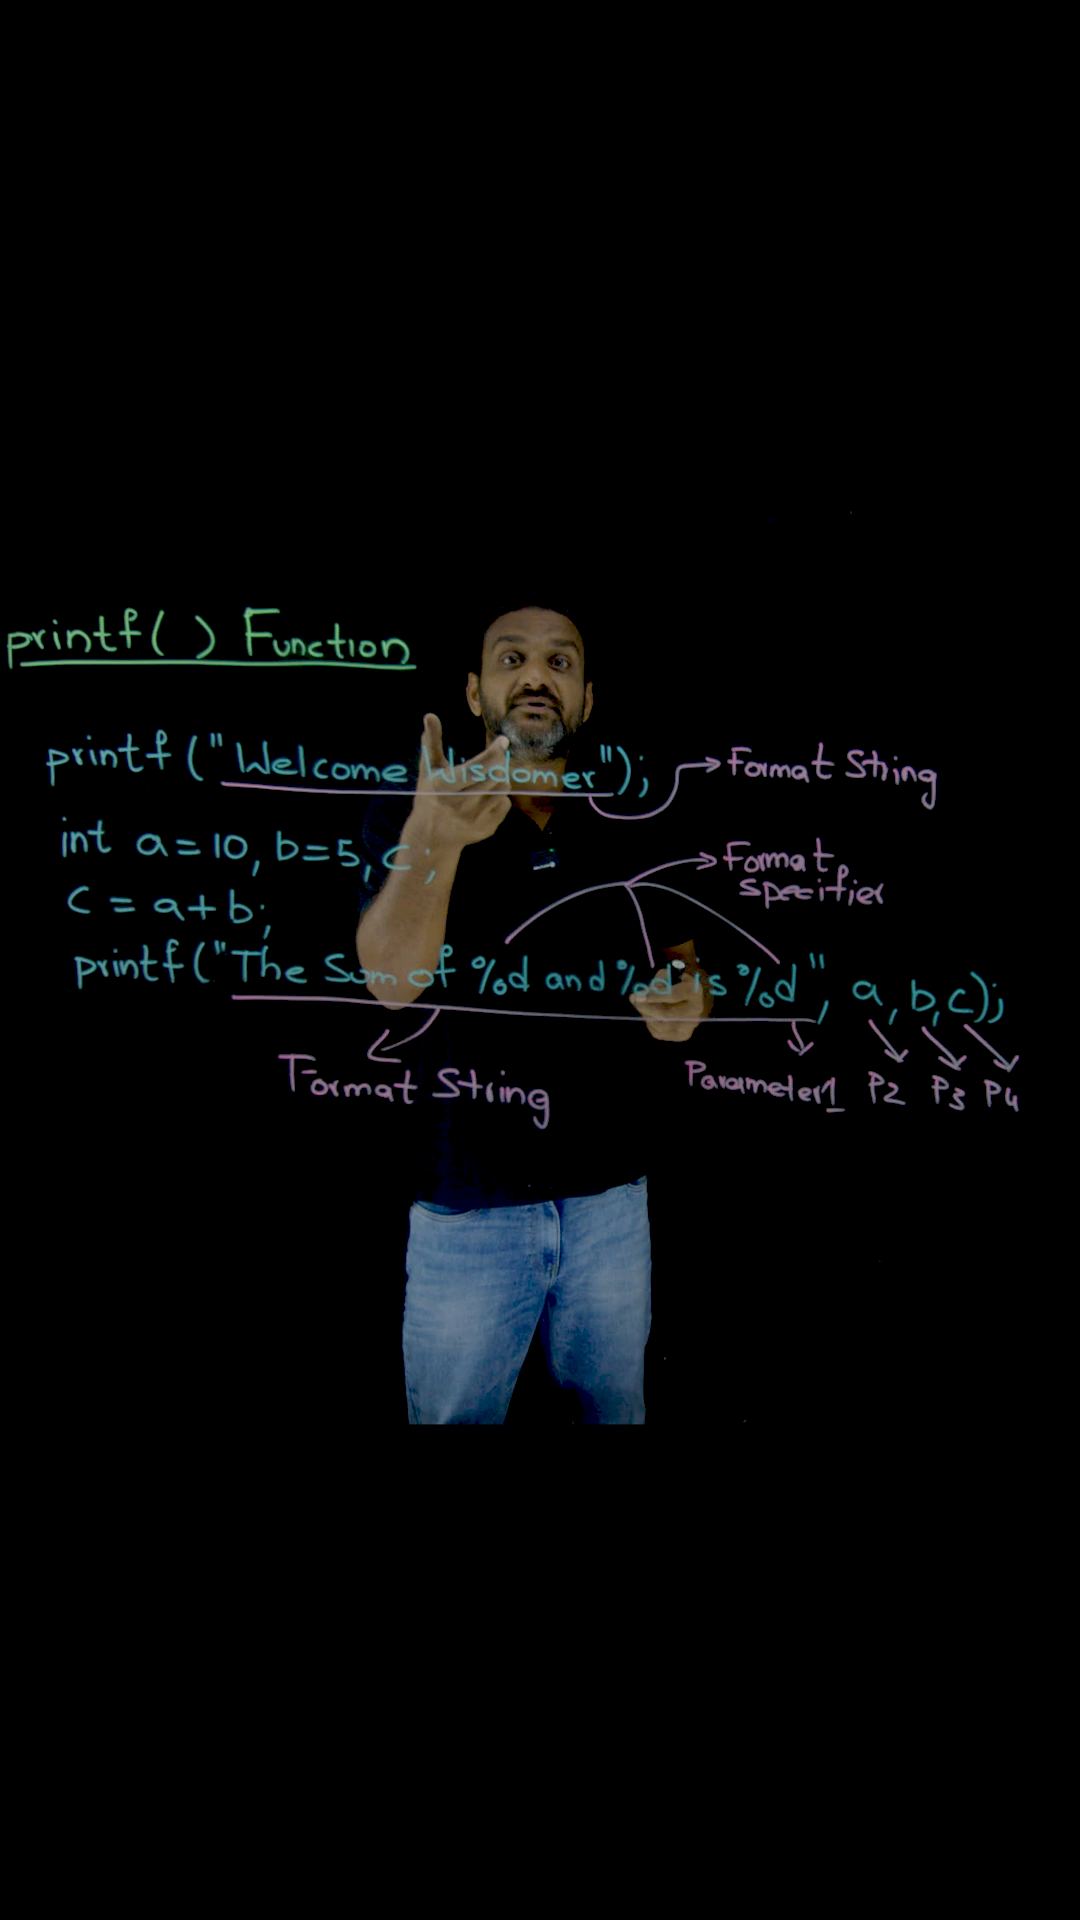 printf( ) Function
printf ("Welcome Wisdomer");
Format String
int a=10, b=5, c;
Format
specifier
C = a+b;
printf("The Sum of %d and %d is %d", a, b, c);
Format String
Parameter1 P2 P3 P4